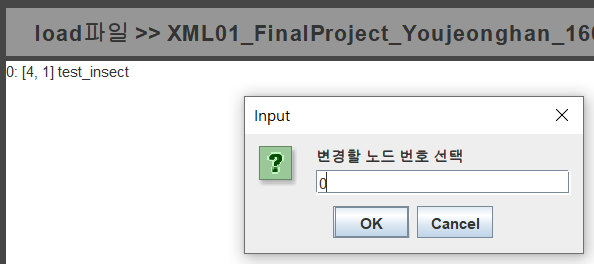 load파일 >> XML01_FinalProject_Youjeonghan_160
0: [4, 1] test_insect
Input
변경할 노드 번호 선택
0
OK Cancel